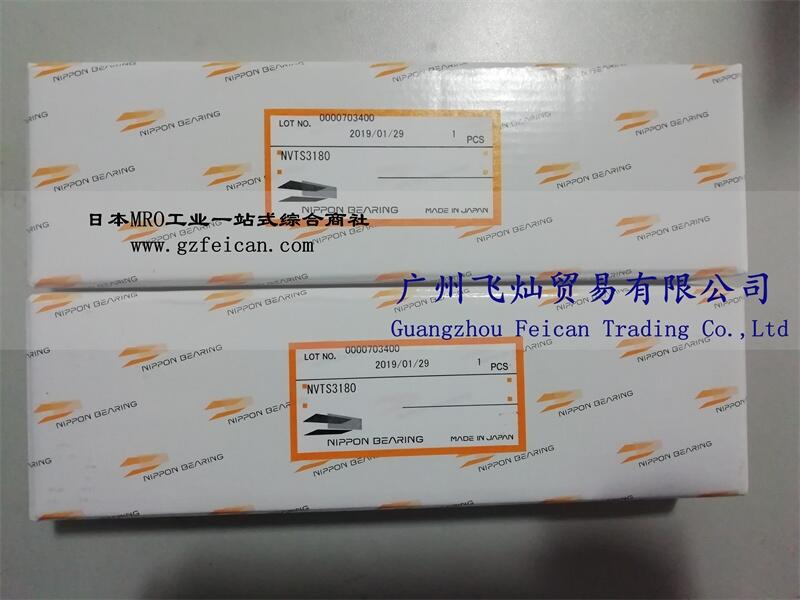 NIPPON BEARING
LOT NO. 0000703400
2019/01/29 1 PCS
NVTS3180
NIPPON BEARING MADE IN JAPAN
日本MRO工业一站式综合商社
www.gzfeican.com
广州飞灿贸易有限公司
Guangzhou Feican Trading Co.,Ltd
NIPPON BEARING
LOT NO. 0000703400
2019/01/29 1 PCS
NVTS3180
NIPPON BEARING MADE IN JAPAN